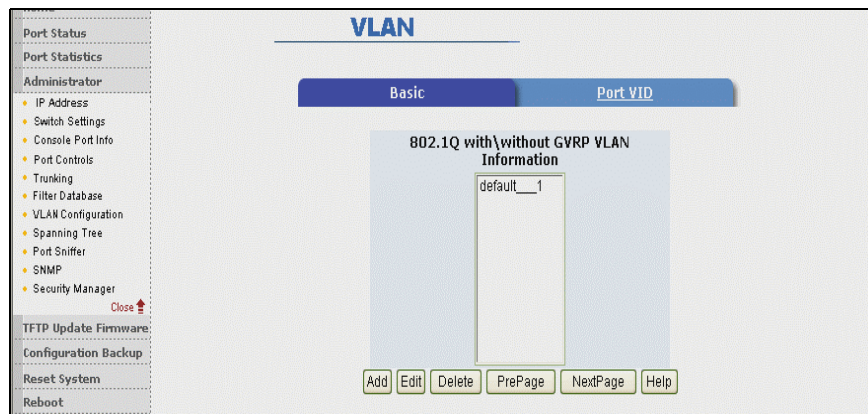 Home
Port Status
Port Statistics
Administrator
IP Address
Switch Settings
Console Port Info
Port Controls
Trunking
Filter Database
VLAN Configuration
Spanning Tree
Port Sniffer
SNMP
Security Manager
Close
TFTP Update Firmware
Configuration Backup
Reset System
Reboot
VLAN
Basic
Port VID
802.1Q with\without GVRP VLAN
Information
default___1
Add Edit Delete PrePage NextPage Help